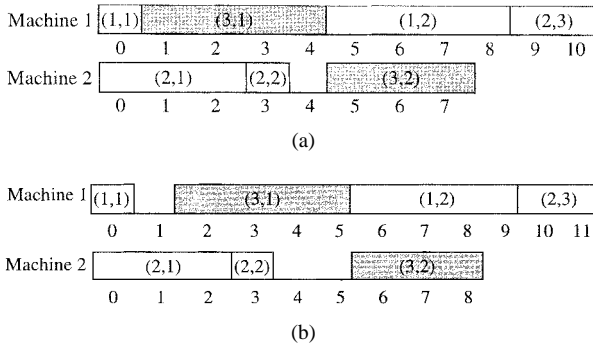 Machine 1 (1,1) (3,1) (1,2) (2,3)
0 1 2 3 4 5 6 7 8 9 10
Machine 2 (2,1) (2,2) (3,2)
0 1 2 3 4 5 6 7
(a)
Machine 1 (1,1) (3,1) (1,2) (2,3)
0 1 2 3 4 5 6 7 8 9 10 11
Machine 2 (2,1) (2,2) (3,2)
0 1 2 3 4 5 6 7 8
(b)